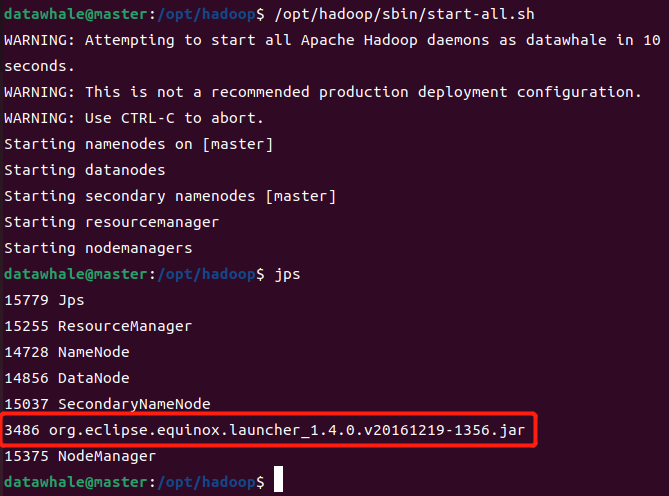 datawhale@master:/opt/hadoop$ /opt/hadoop/sbin/start-all.sh
WARNING: Attempting to start all Apache Hadoop daemons as datawhale in 10
seconds.
WARNING: This is not a recommended production deployment configuration.
WARNING: Use CTRL-C to abort.
Starting namenodes on [master]
Starting datanodes
Starting secondary namenodes [master]
Starting resourcemanager
Starting nodemanagers
datawhale@master:/opt/hadoop$ jps
15779 Jps
15255 ResourceManager
14728 NameNode
14856 DataNode
15037 SecondaryNameNode
3486 org.eclipse.equinox.launcher_1.4.0.v20161219-1356.jar
15375 NodeManager
datawhale@master:/opt/hadoop$